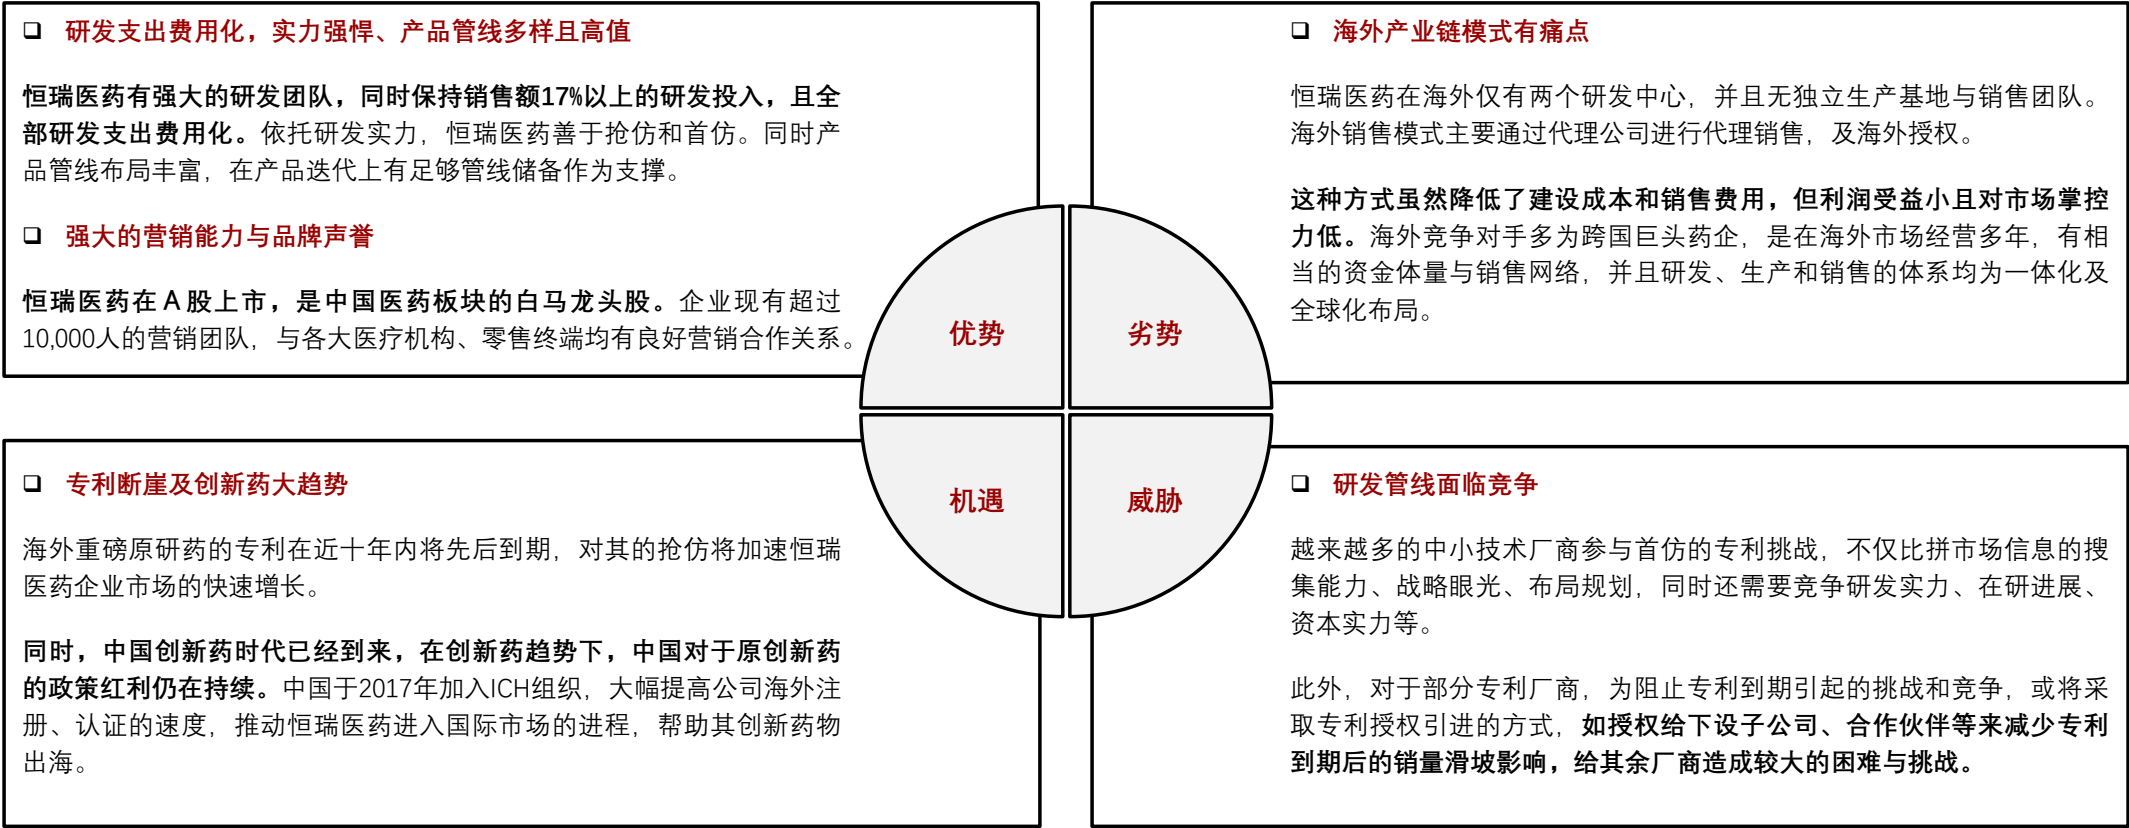 研发支出费用化，实力强悍、产品管线多样且高值
恒瑞医药有强大的研发团队，同时保持销售额17%以上的研发投入，且全
部研发支出费用化。依托研发实力，恒瑞医药善于抢仿和首仿。同时产
品管线布局丰富，在产品迭代上有足够管线储备作为支撑。
强大的营销能力与品牌声誉
恒瑞医药在A股上市，是中国医药板块的白马龙头股。企业现有超过
10,000人的营销团队，与各大医疗机构、零售终端均有良好营销合作关系。
海外产业链模式有痛点
恒瑞医药在海外仅有两个研发中心，并且无独立生产基地与销售团队。
海外销售模式主要通过代理公司进行代理销售，及海外授权。
这种方式虽然降低了建设成本和销售费用，但利润受益小且对市场掌控
力低。海外竞争对手多为跨国巨头药企，是在海外市场经营多年，有相
当的资金体量与销售网络，并且研发、生产和销售的体系均为一体化及
全球化布局。
优势
劣势
机遇
威胁
专利断崖及创新药大趋势
海外重磅原研药的专利在近十年内将先后到期，对其的抢仿将加速恒瑞
医药企业市场的快速增长。
同时，中国创新药时代已经到来，在创新药趋势下，中国对于原创新药
的政策红利仍在持续。中国于2017年加入ICH组织，大幅提高公司海外注
册、认证的速度，推动恒瑞医药进入国际市场的进程，帮助其创新药物
出海。
研发管线面临竞争
越来越多的中小技术厂商参与首仿的专利挑战，不仅比拼市场信息的搜
集能力、战略眼光、布局规划，同时还需要竞争研发实力、在研进展、
资本实力等。
此外，对于部分专利厂商，为阻止专利到期引起的挑战和竞争，或将采
取专利授权引进的方式，如授权给下设子公司、合作伙伴等来减少专利
到期后的销量滑坡影响，给其余厂商造成较大的困难与挑战。